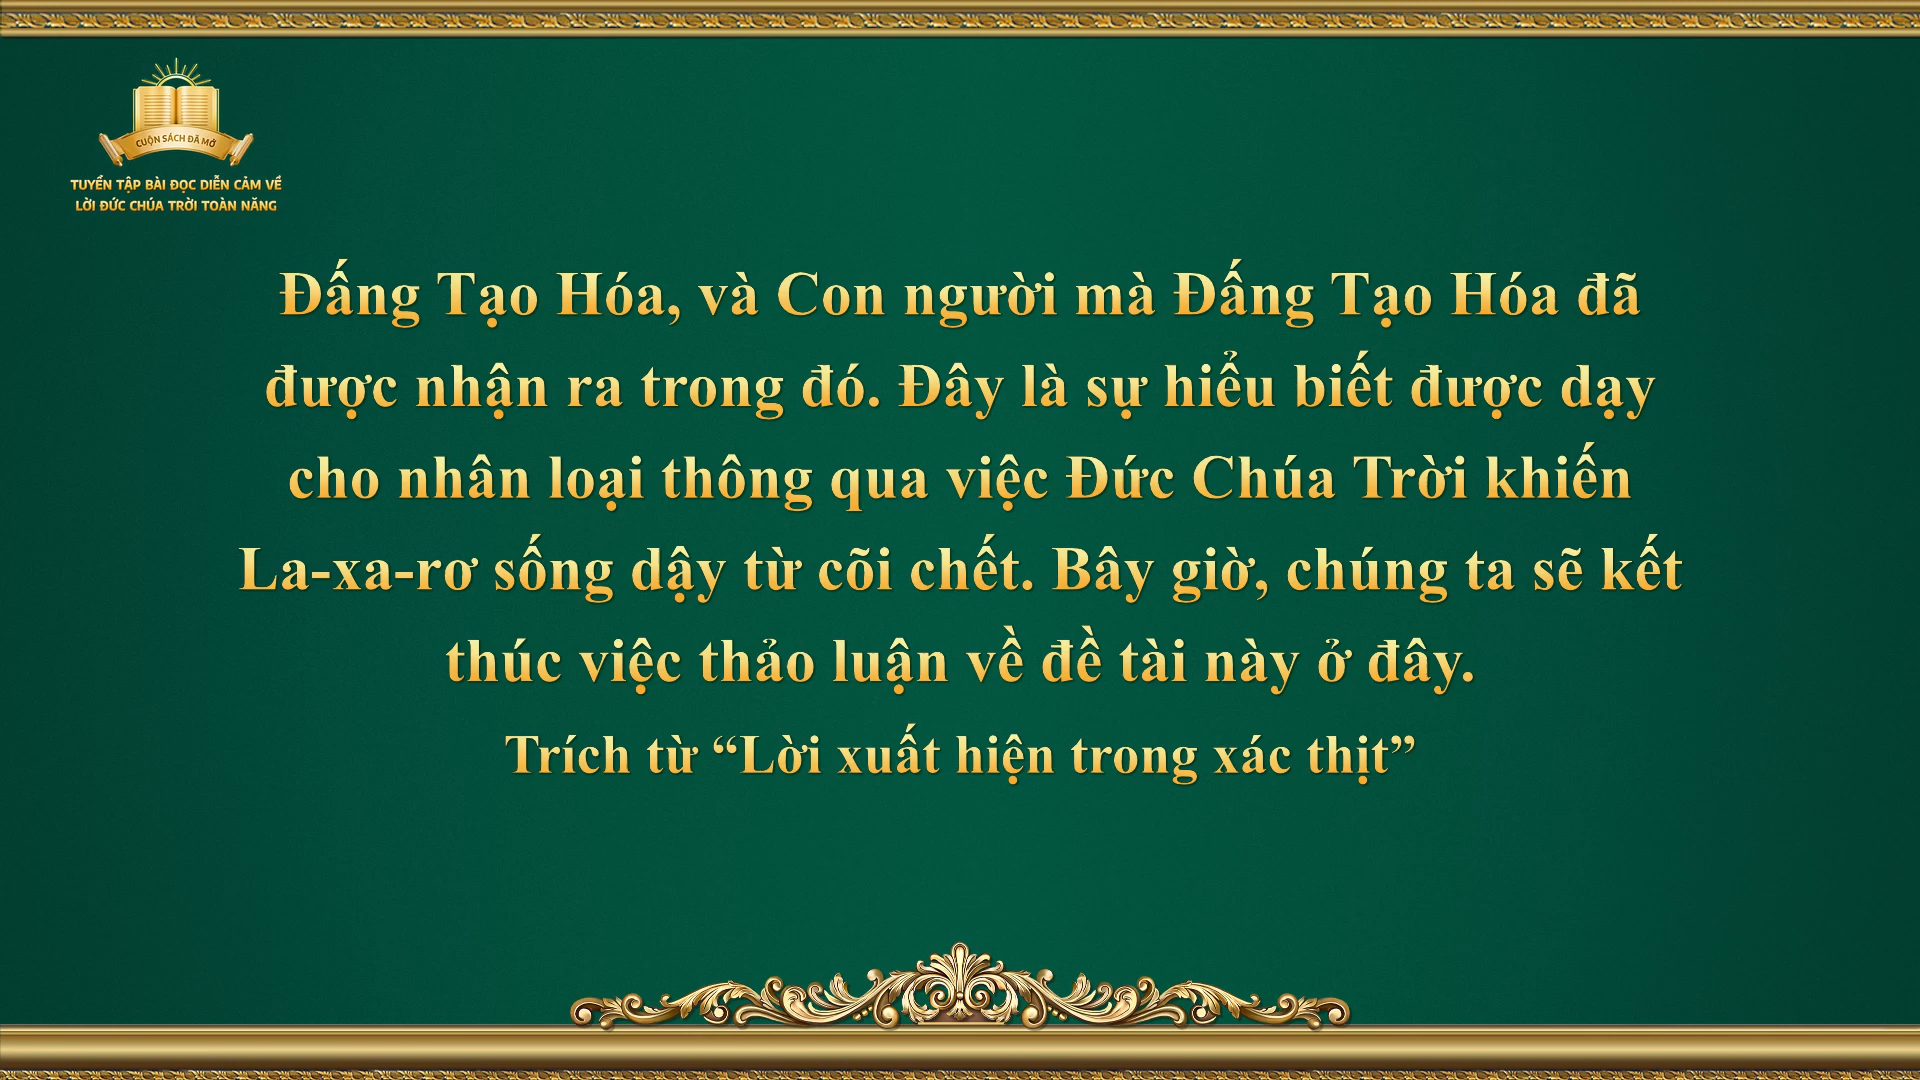 CUỘN SÁCH ĐÃ MỞ
TUYỂN TẬP BÀI ĐỌC DIỄN CẢM VỀ
LỜI ĐỨC CHÚA TRỜI TOÀN NĂNG
Đấng Tạo Hóa, và Con người mà Đấng Tạo Hóa đã
được nhận ra trong đó. Đây là sự hiểu biết được dạy
cho nhân loại thông qua việc Đức Chúa Trời khiến
La-xa-rơ sống dậy từ cõi chết. Bây giờ, chúng ta sẽ kết
thúc việc thảo luận về đề tài này ở đây.
Trích từ “Lời xuất hiện trong xác thịt”